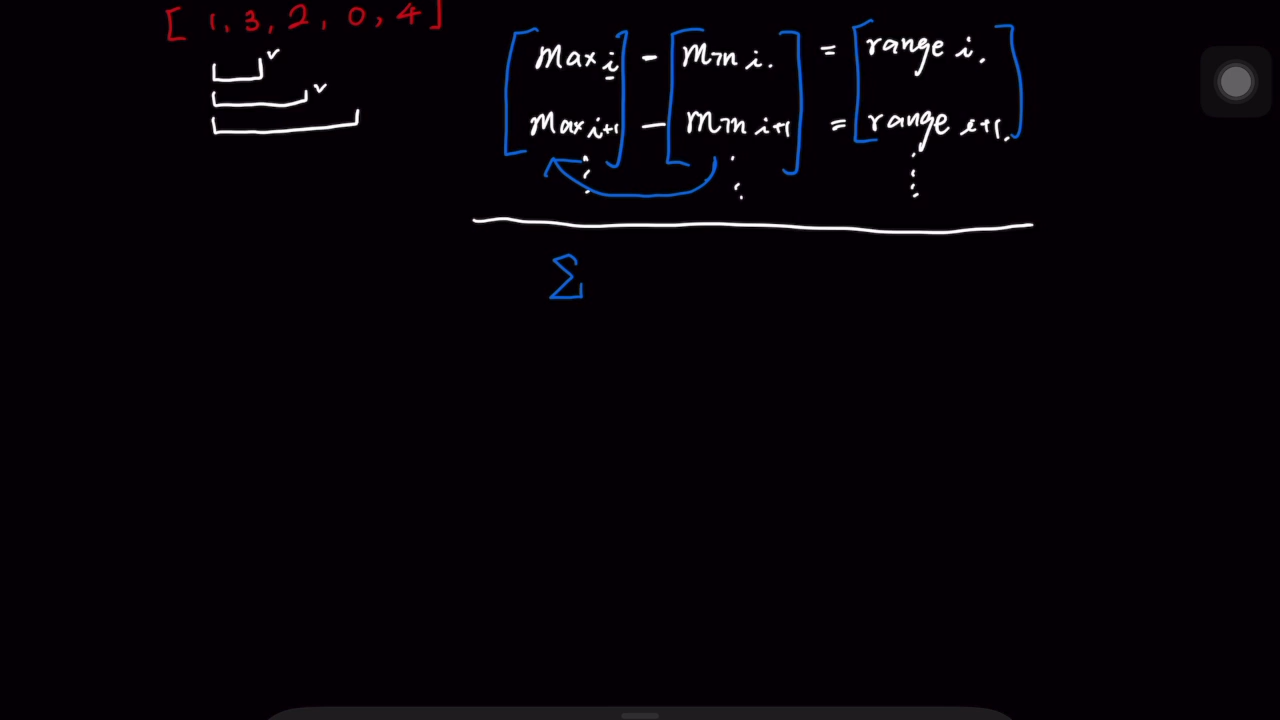 [ 1, 3, 2, 0, 4 ]
[ max i ] - [ min i. ] = [ range i. ]
[ max i+1 ] - [ min i+1 ] = [ range i+1. ]
Σ